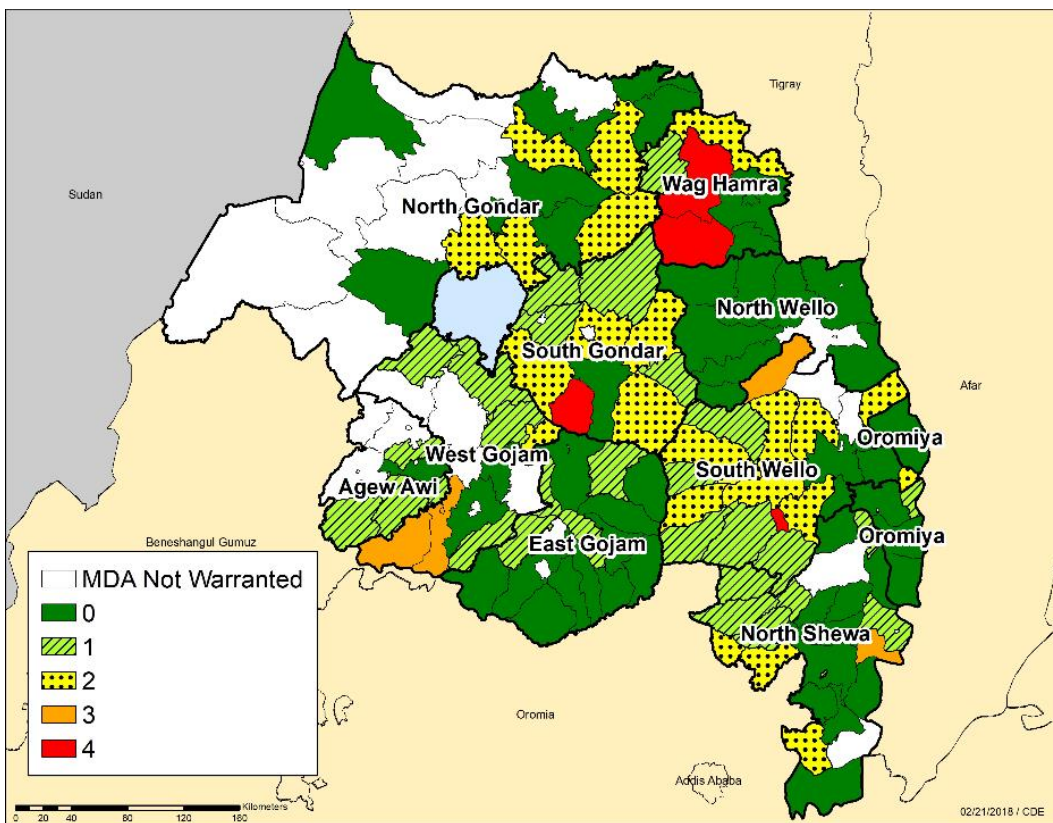 Tigray
Sudan
Wag Hamra
North Gondar
North Wello
South Gondar
Afar
Oromiya
West Gojam
South Wello
Agew Awi
Beneshangul Gumuz
East Gojam
Oromiya
MDA Not Warranted
0
1
North Shewa
2
3
Oromia
4
Addis Ababa
Kilometers
0 20 40 80 120 160
02/21/2018 / CDE